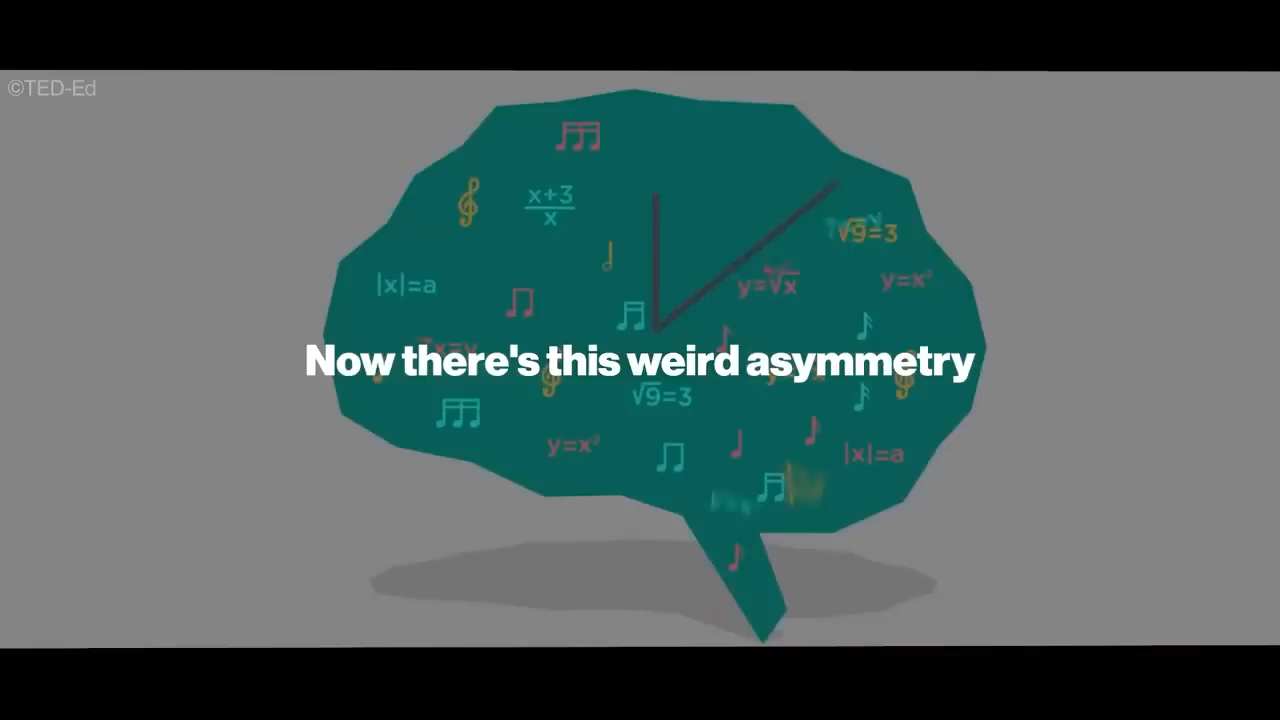 ©TED-Ed
x+3
x
√9=3
|x|=a
y=∛x
y=x²
Now there's this weird asymmetry
√9=3
y=x²
|x|=a